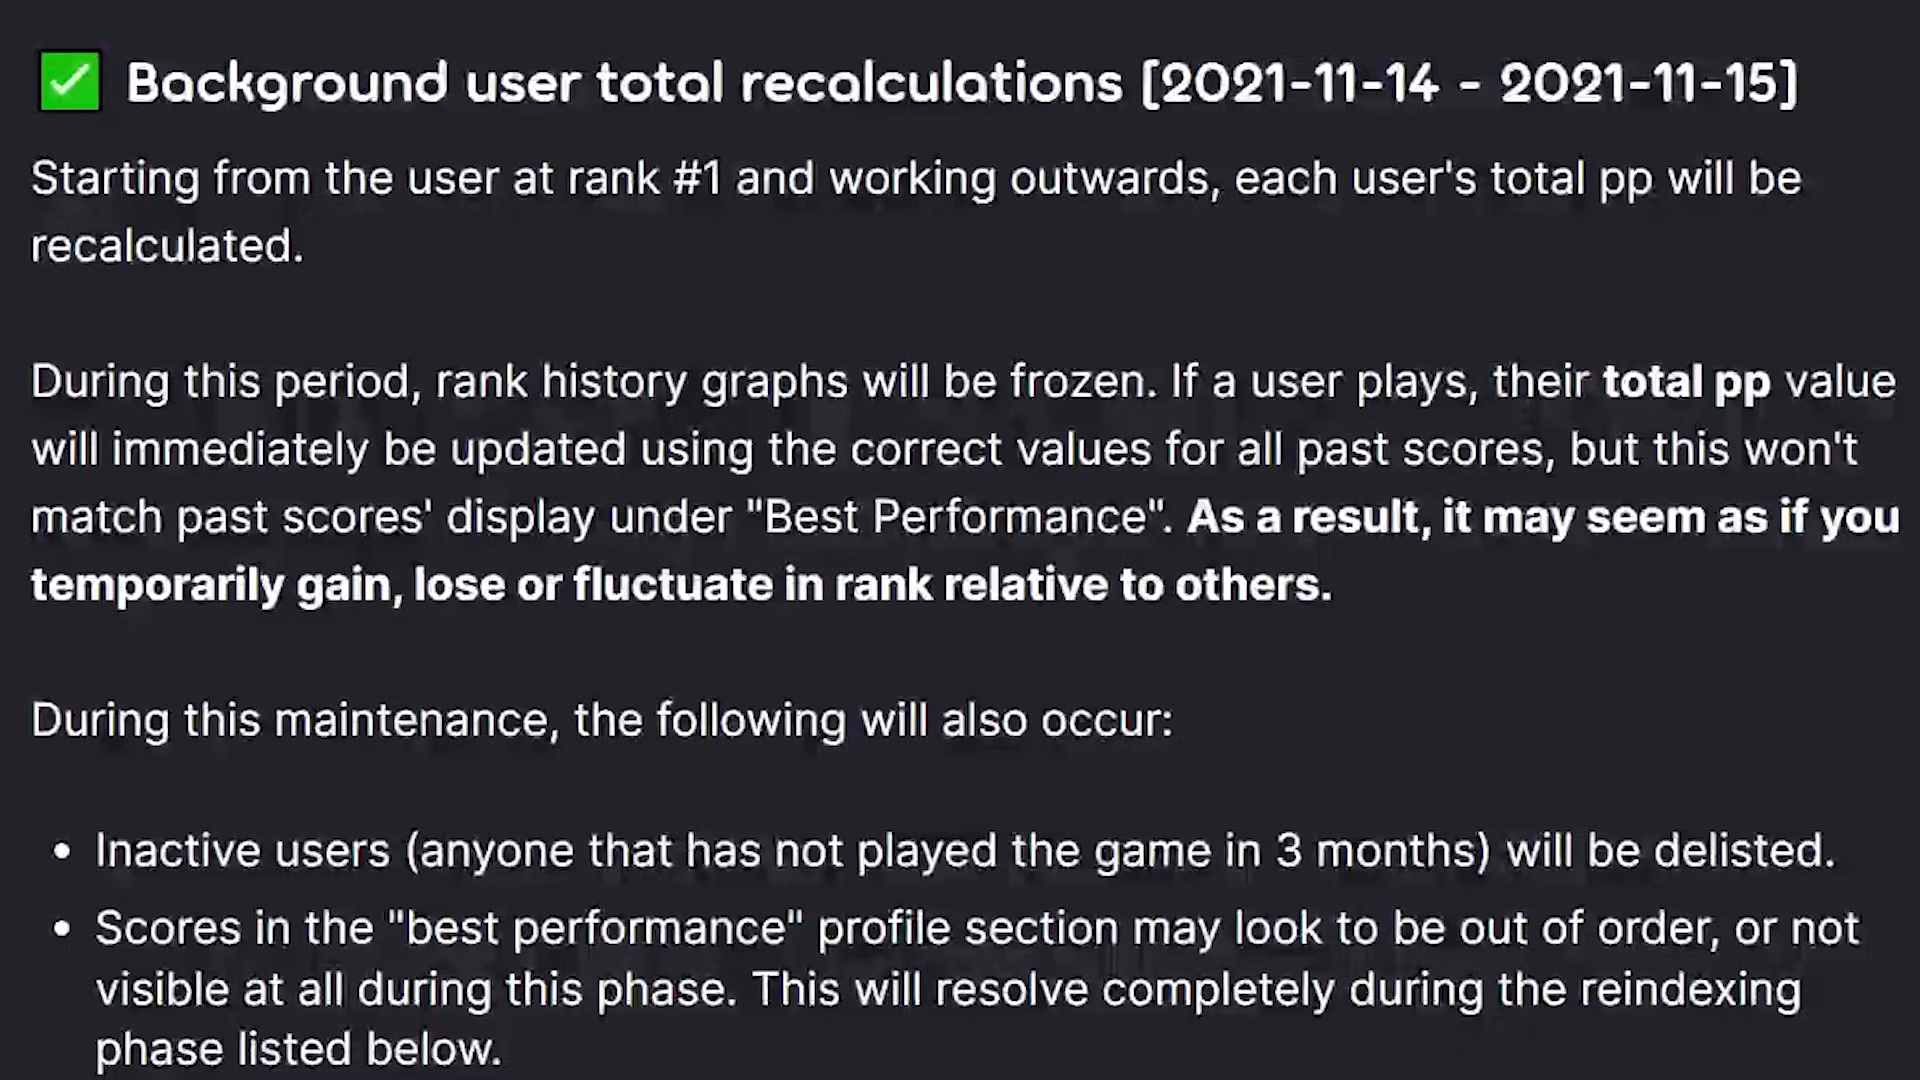 ✅ Background user total recalculations [2021-11-14 - 2021-11-15]
Starting from the user at rank #1 and working outwards, each user's total pp will be
recalculated.
During this period, rank history graphs will be frozen. If a user plays, their total pp value
will immediately be updated using the correct values for all past scores, but this won't
match past scores' display under "Best Performance". As a result, it may seem as if you
temporarily gain, lose or fluctuate in rank relative to others.
During this maintenance, the following will also occur:
• Inactive users (anyone that has not played the game in 3 months) will be delisted.
• Scores in the "best performance" profile section may look to be out of order, or not
visible at all during this phase. This will resolve completely during the reindexing
phase listed below.